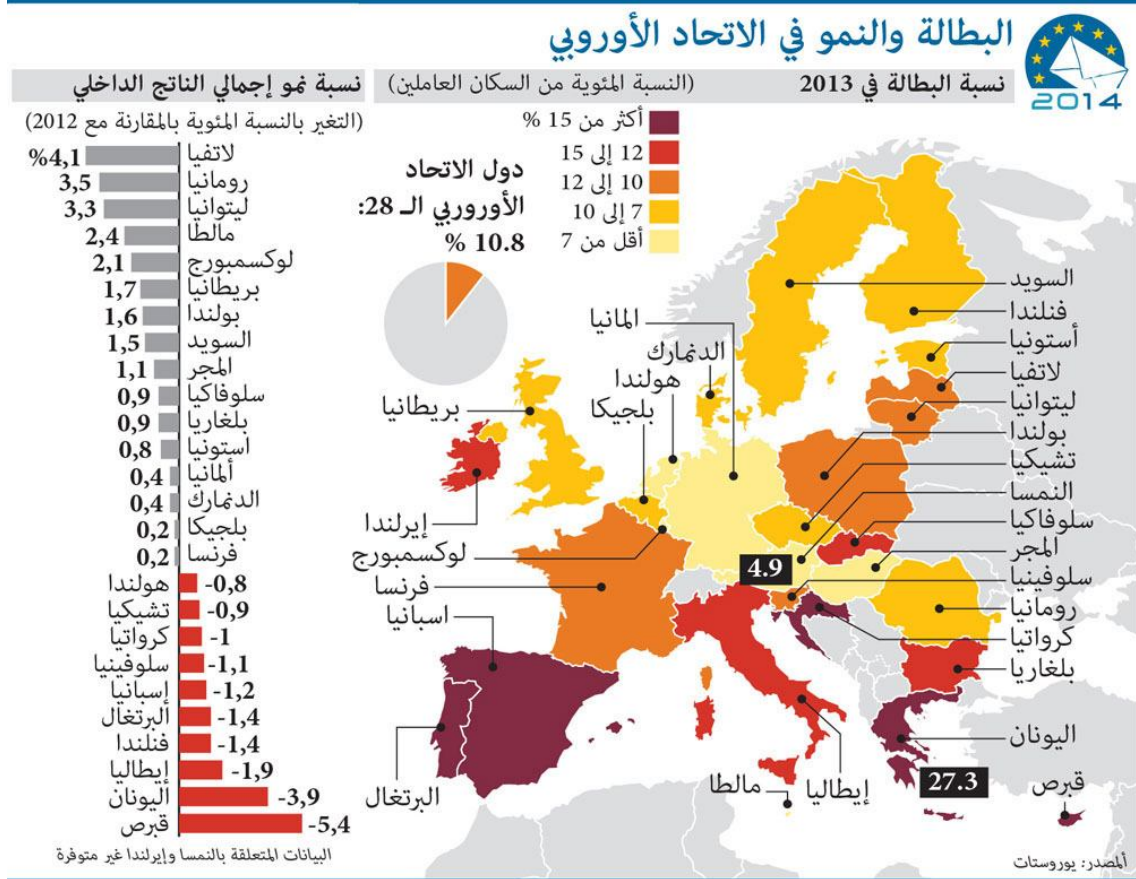 البطالة والنمو في الاتحاد الأوروبي
2014
نسبة البطالة في 2013 (النسبة المئوية من السكان العاملين)
أكثر من 15 %
12 إلى 15
10 إلى 12
7 إلى 10
أقل من 7
دول الاتحاد
الأوروربي الـ 28:
10.8 %
السويد
فنلندا
أستونيا
لاتفيا
ليتوانيا
بولندا
تشيكيا
النمسا
سلوفاكيا
المجر
سلوفينيا
رومانيا
كرواتيا
بلغاريا
اليونان
قبرص
المانيا
الدنمارك
هولندا
بلجيكا
بريطانيا
إيرلندا
لوكسمبورج
فرنسا
اسبانيا
البرتغال
مالطا
إيطاليا
4.9
27.3
نسبة نمو إجمالي الناتج الداخلي
(التغير بالنسبة المئوية بالمقارنة مع 2012)
لاتفيا %4,1
رومانيا 3,5
ليتوانيا 3,3
مالطا 2,4
لوكسمبورج 2,1
بريطانيا 1,7
بولندا 1,6
السويد 1,5
المجر 1,1
سلوفاكيا 0,9
بلغاريا 0,9
استونيا 0,8
ألمانيا 0,4
الدنمارك 0,4
بلجيكا 0,2
فرنسا 0,2
هولندا -0,8
تشيكيا -0,9
كرواتيا -1
سلوفينيا -1,1
إسبانيا -1,2
البرتغال -1,4
فنلندا -1,4
إيطاليا -1,9
اليونان -3,9
قبرص -5,4
البيانات المتعلقة بالنمسا وإيرلندا غير متوفرة
المصدر: يوروستات